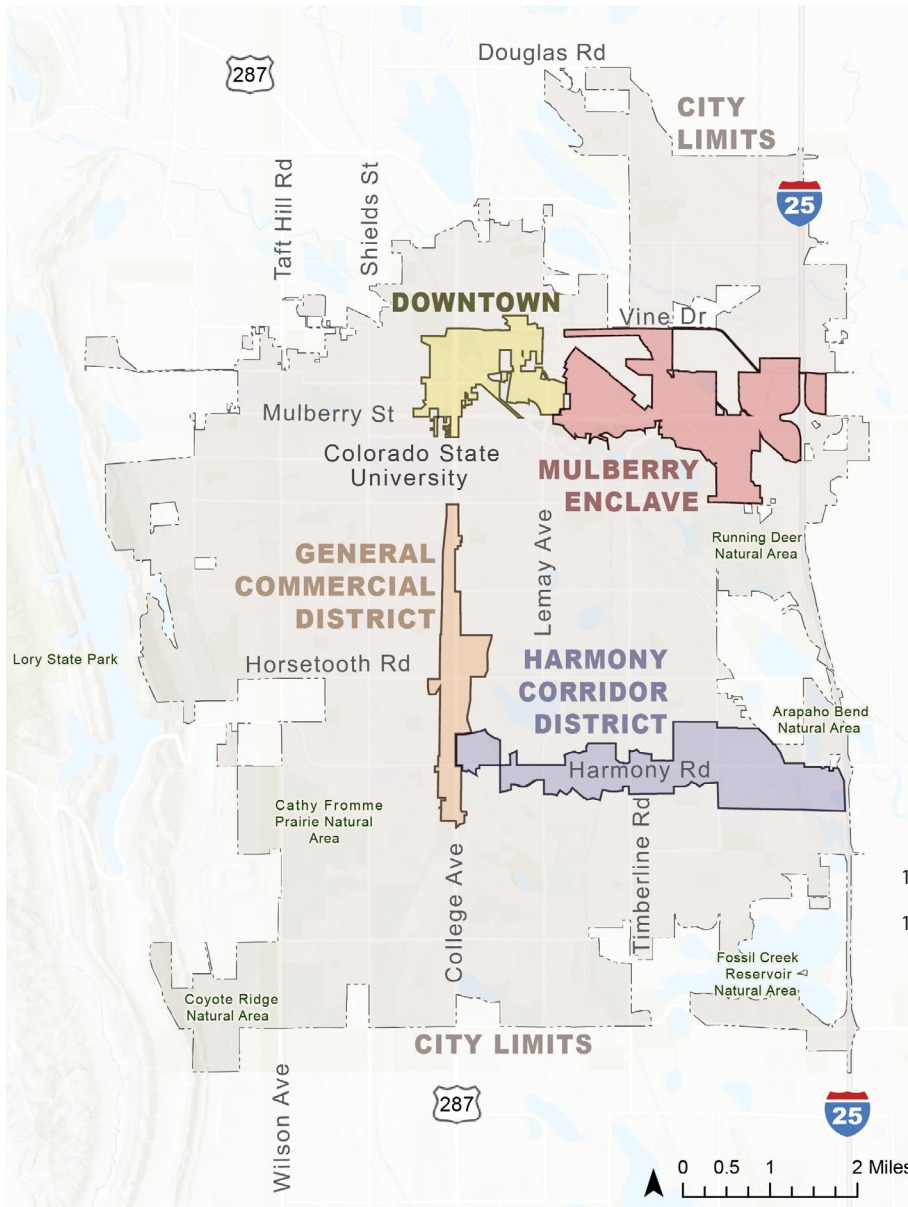 Douglas Rd
287
CITY
LIMITS
25
Taft Hill Rd
Shields St
DOWNTOWN
Vine Dr
Mulberry St
Colorado State
University
MULBERRY
ENCLAVE
GENERAL
COMMERCIAL
DISTRICT
Lemay Ave
Running Deer
Natural Area
Lory State Park
Horsetooth Rd
HARMONY
CORRIDOR
DISTRICT
Arapaho Bend
Natural Area
Harmony Rd
Cathy Fromme
Prairie Natural
Area
College Ave
Timberline Rd
1
1
Fossil Creek
Reservoir
Natural Area
Coyote Ridge
Natural Area
CITY LIMITS
Wilson Ave
287
25
0 0.5 1 2 Miles